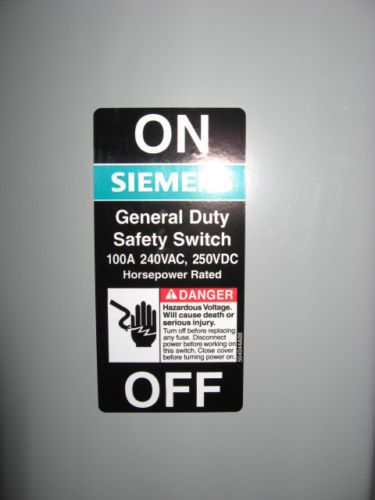 ON
SIEMENS
General Duty
Safety Switch
100A 240VAC, 250VDC
Horsepower Rated
DANGER
Hazardous Voltage.
Will cause death or
serious injury.
Turn off before replacing
any fuse. Disconnect
power before working on
this switch. Close cover
before turning power on.
504044A00
OFF